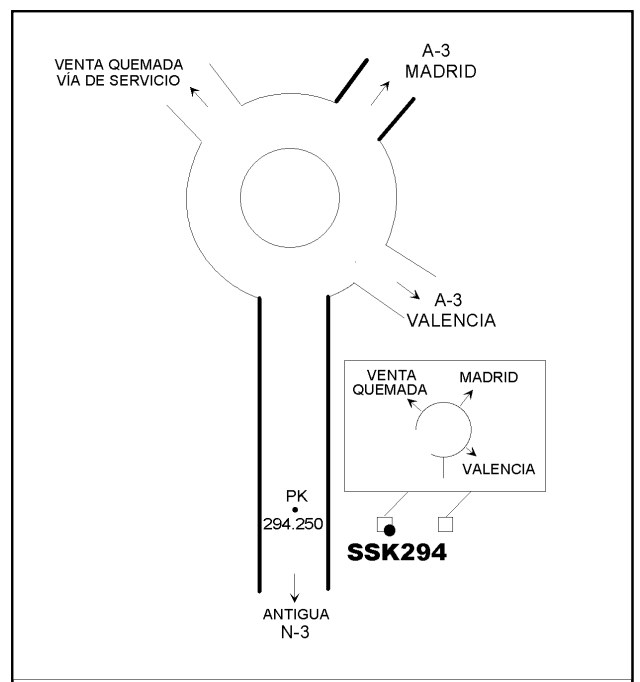 VENTA QUEMADA
VÍA DE SERVICIO
A-3
MADRID
A-3
VALENCIA
VENTA
QUEMADA
MADRID
VALENCIA
PK
294.250
SSK294
ANTIGUA
N-3